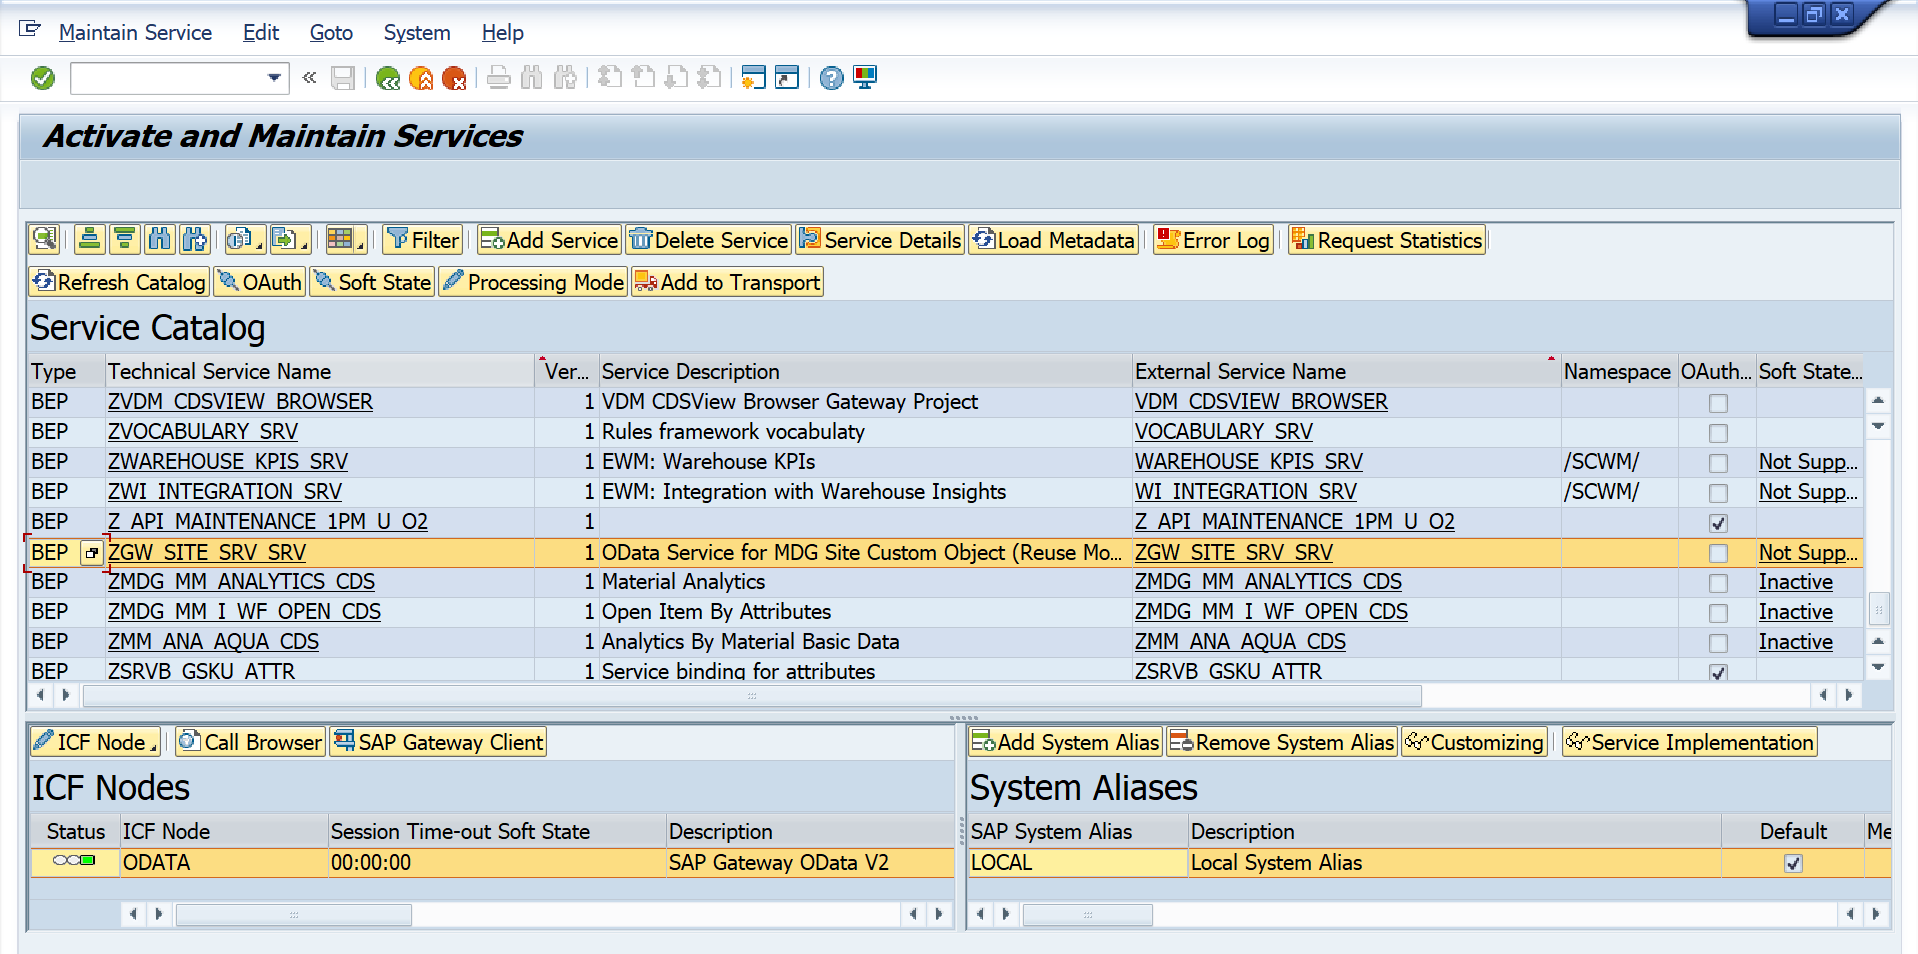 Maintain Service Edit Goto System Help
Activate and Maintain Services
Filter Add Service Delete Service Service Details Load Metadata Error Log Request Statistics
Refresh Catalog OAuth Soft State Processing Mode Add to Transport
Service Catalog
Type Technical Service Name Ver... Service Description External Service Name Namespace OAuth... Soft State...
BEP ZVDM_CDSVIEW_BROWSER 1 VDM CDSView Browser Gateway Project VDM_CDSVIEW_BROWSER
BEP ZVOCABULARY_SRV 1 Rules framework vocabulaty VOCABULARY_SRV
BEP ZWAREHOUSE_KPIS_SRV 1 EWM: Warehouse KPIs WAREHOUSE_KPIS_SRV /SCWM/ Not Supp...
BEP ZWI_INTEGRATION_SRV 1 EWM: Integration with Warehouse Insights WI_INTEGRATION_SRV /SCWM/ Not Supp...
BEP Z_API_MAINTENANCE_1PM_U_O2 1 Z_API_MAINTENANCE_1PM_U_O2
BEP ZGW_SITE_SRV_SRV 1 OData Service for MDG Site Custom Object (Reuse Mo... ZGW_SITE_SRV_SRV Not Supp...
BEP ZMDG_MM_ANALYTICS_CDS 1 Material Analytics ZMDG_MM_ANALYTICS_CDS Inactive
BEP ZMDG_MM_I_WF_OPEN_CDS 1 Open Item By Attributes ZMDG_MM_I_WF_OPEN_CDS Inactive
BEP ZMM_ANA_AQUA_CDS 1 Analytics By Material Basic Data ZMM_ANA_AQUA_CDS Inactive
BEP ZSRVB_GSKU_ATTR 1 Service binding for attributes ZSRVB_GSKU_ATTR
ICF Node Call Browser SAP Gateway Client Add System Alias Remove System Alias Customizing Service Implementation
ICF Nodes System Aliases
Status ICF Node Session Time-out Soft State Description SAP System Alias Description Default Me
ODATA 00:00:00 SAP Gateway OData V2 LOCAL Local System Alias